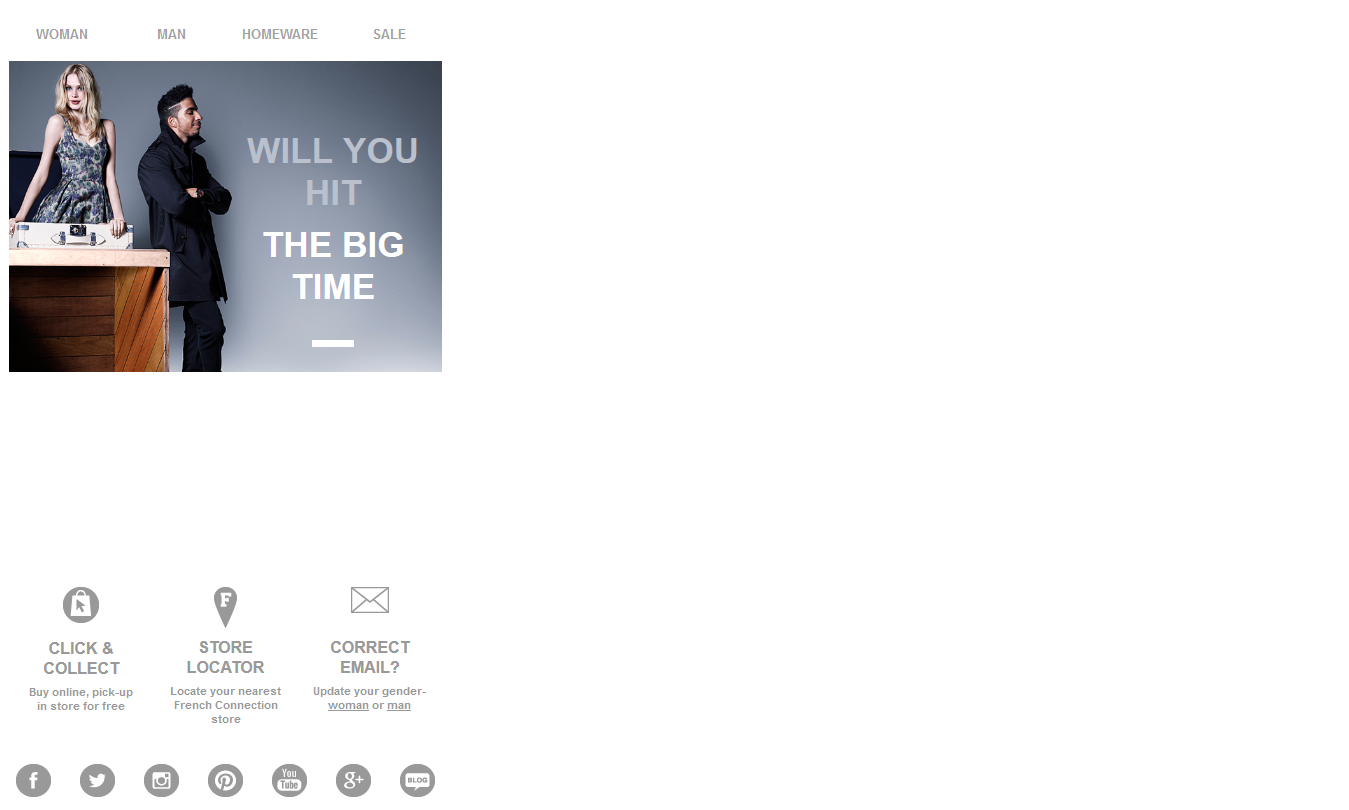 WOMAN MAN HOMEWARE SALE
WILL YOU
HIT
THE BIG
TIME
F
CLICK &
COLLECT
Buy online, pick-up
in store for free
STORE
LOCATOR
Locate your nearest
French Connection
store
CORRECT
EMAIL?
Update your gender-
woman or man
f You Tube g+ BLOG